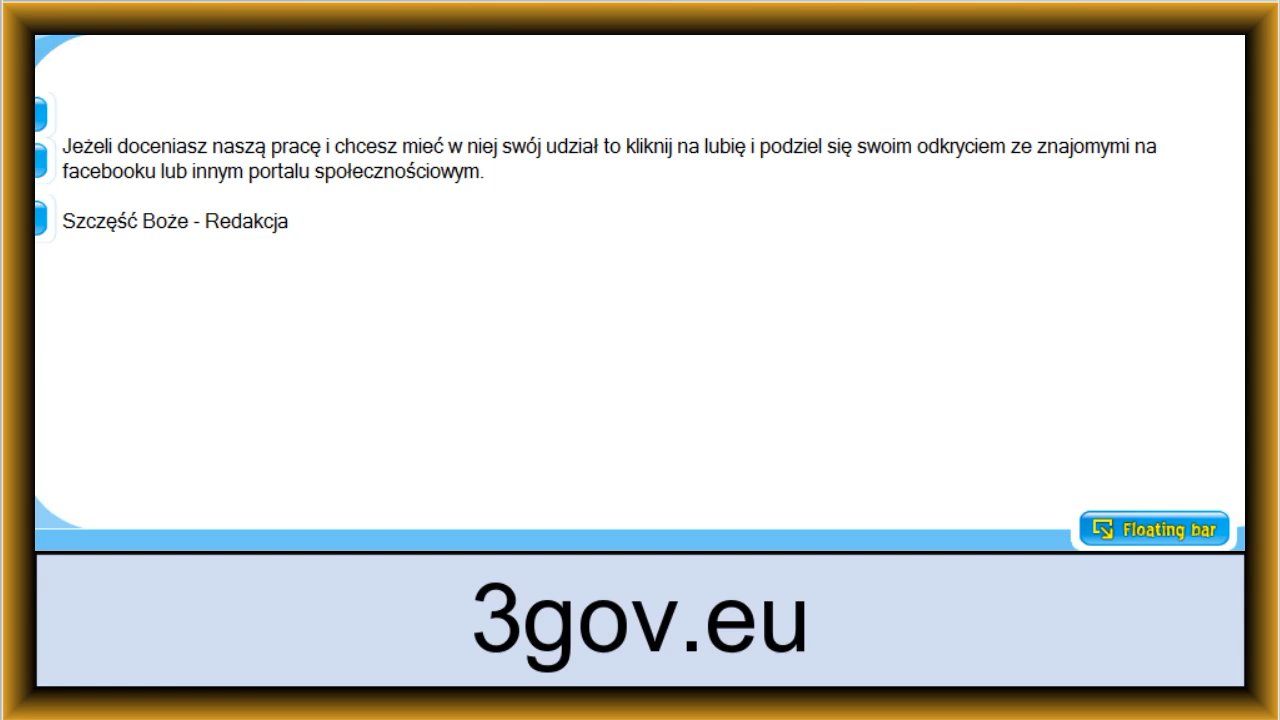 Jeżeli doceniasz naszą pracę i chcesz mieć w niej swój udział to kliknij na lubię i podziel się swoim odkryciem ze znajomymi na
facebooku lub innym portalu społecznościowym.
Szczęść Boże - Redakcja
Floating bar
3gov.eu